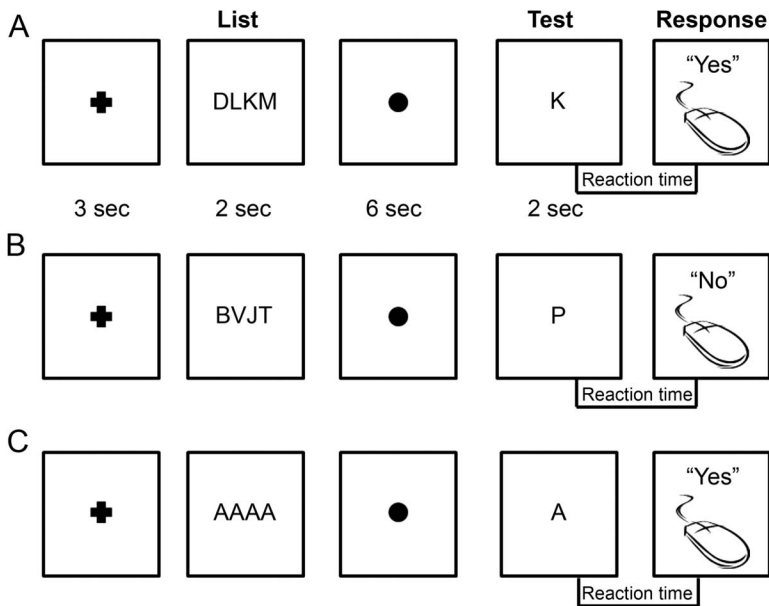 A
List
Test
Response
DLKM
K
“Yes”
Reaction time
3 sec
2 sec
6 sec
2 sec
B
BVJT
P
“No”
Reaction time
C
AAAA
A
“Yes”
Reaction time